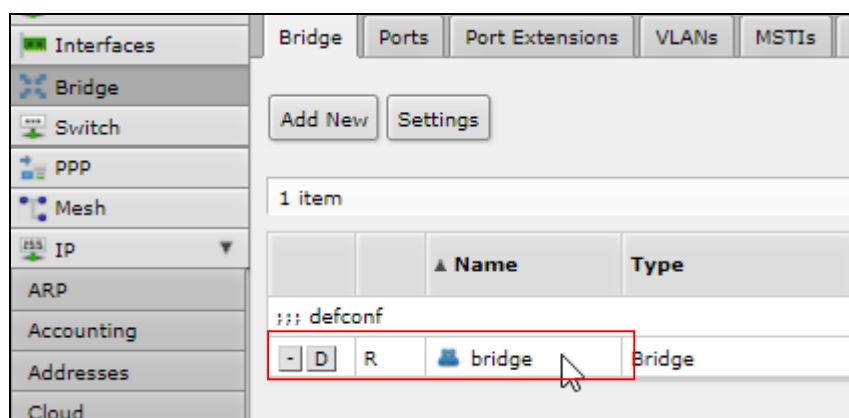 Interfaces
Bridge
Switch
PPP
Mesh
IP
ARP
Accounting
Addresses
Cloud
Bridge Ports Port Extensions VLANs MSTIs
Add New Settings
1 item
Name Type
;;; defconf
- D R bridge Bridge